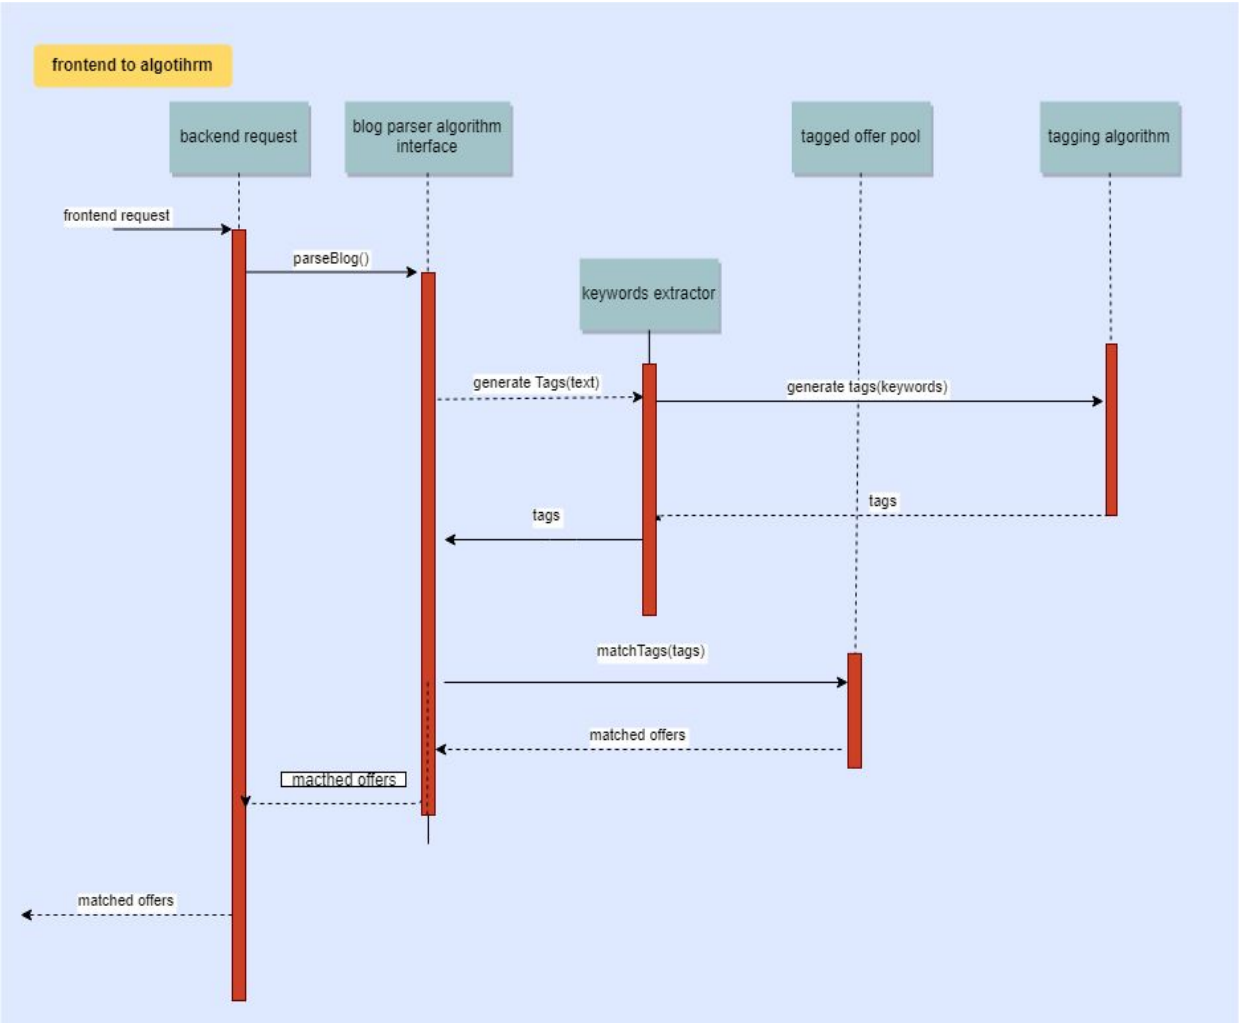 frontend to algotihrm
backend request
blog parser algorithm
interface
tagged offer pool
tagging algorithm
frontend request
parseBlog()
keywords extractor
generate Tags(text)
generate tags(keywords)
tags
tags
matchTags(tags)
matched offers
macthed offers
matched offers